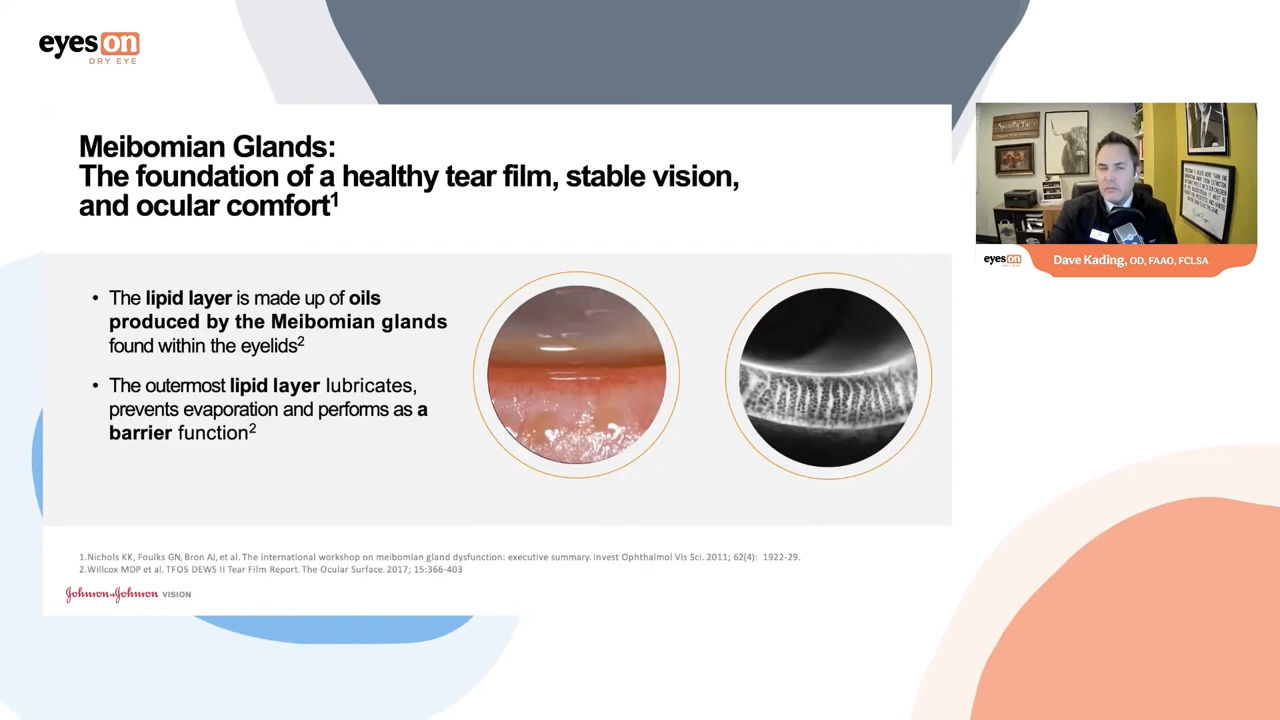 eyes on
DRY EYE
Meibomian Glands:
The foundation of a healthy tear film, stable vision,
and ocular comfort1
• The lipid layer is made up of oils
produced by the Meibomian glands
found within the eyelids2
• The outermost lipid layer lubricates,
prevents evaporation and performs as a
barrier function2
1.Nichols KK, Foulks GN, Bron AJ, et al. The international workshop on meibomian gland dysfunction: executive summary. Invest Ophthalmol Vis Sci. 2011; 62(4): 1922-29.
2.Willcox MDP et al. TFOS DEWS II Tear Film Report. The Ocular Surface. 2017; 15:366-403
Johnson & Johnson VISION
eyes on
DRY EYE
Dave Kading, OD, FAAO, FCLSA